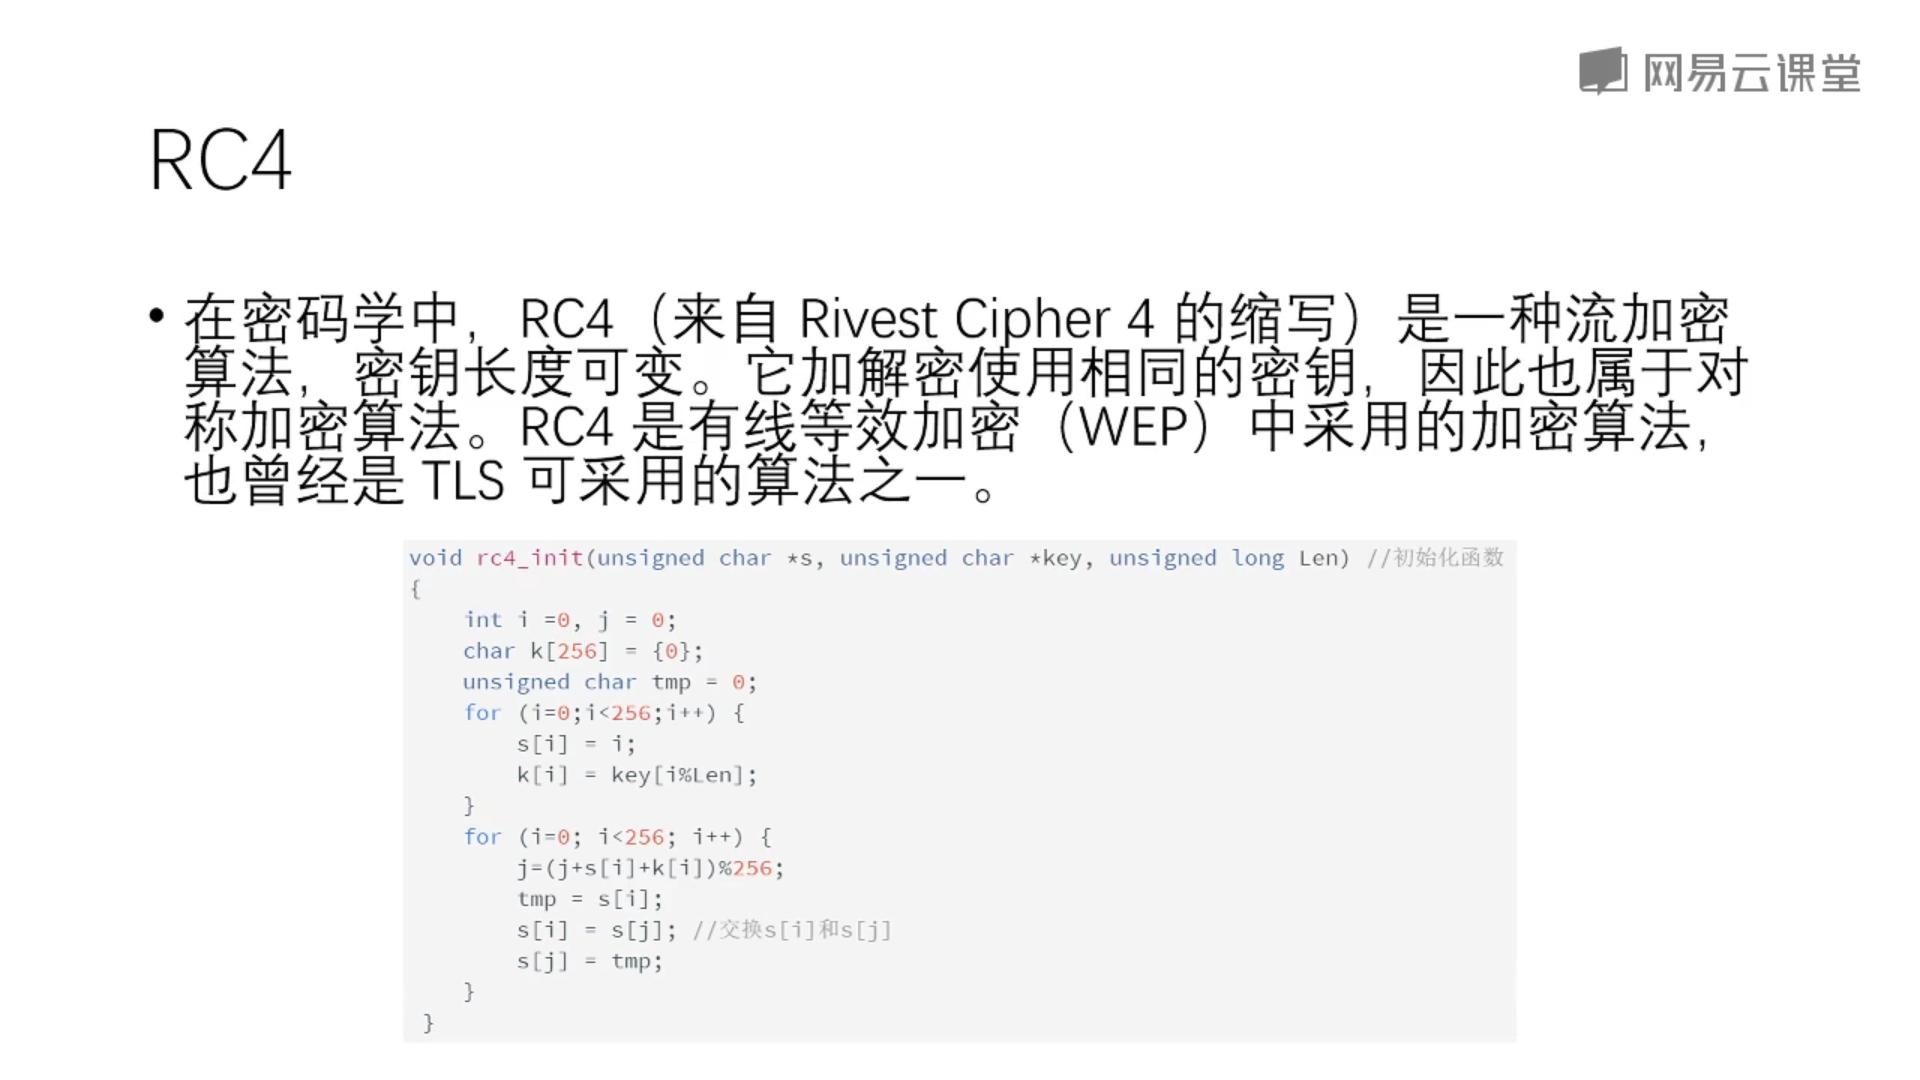 网易云课堂
RC4
• 在密码学中，RC4（来自 Rivest Cipher 4 的缩写）是一种流加密
算法，密钥长度可变。它加解密使用相同的密钥，因此也属于对
称加密算法。RC4 是有线等效加密（WEP）中采用的加密算法，
也曾经是 TLS 可采用的算法之一。
void rc4_init(unsigned char *s, unsigned char *key, unsigned long Len) //初始化函数
{
    int i =0, j = 0;
    char k[256] = {0};
    unsigned char tmp = 0;
    for (i=0;i<256;i++) {
        s[i] = i;
        k[i] = key[i%Len];
    }
    for (i=0; i<256; i++) {
        j=(j+s[i]+k[i])%256;
        tmp = s[i];
        s[i] = s[j]; //交换s[i]和s[j]
        s[j] = tmp;
    }
 }